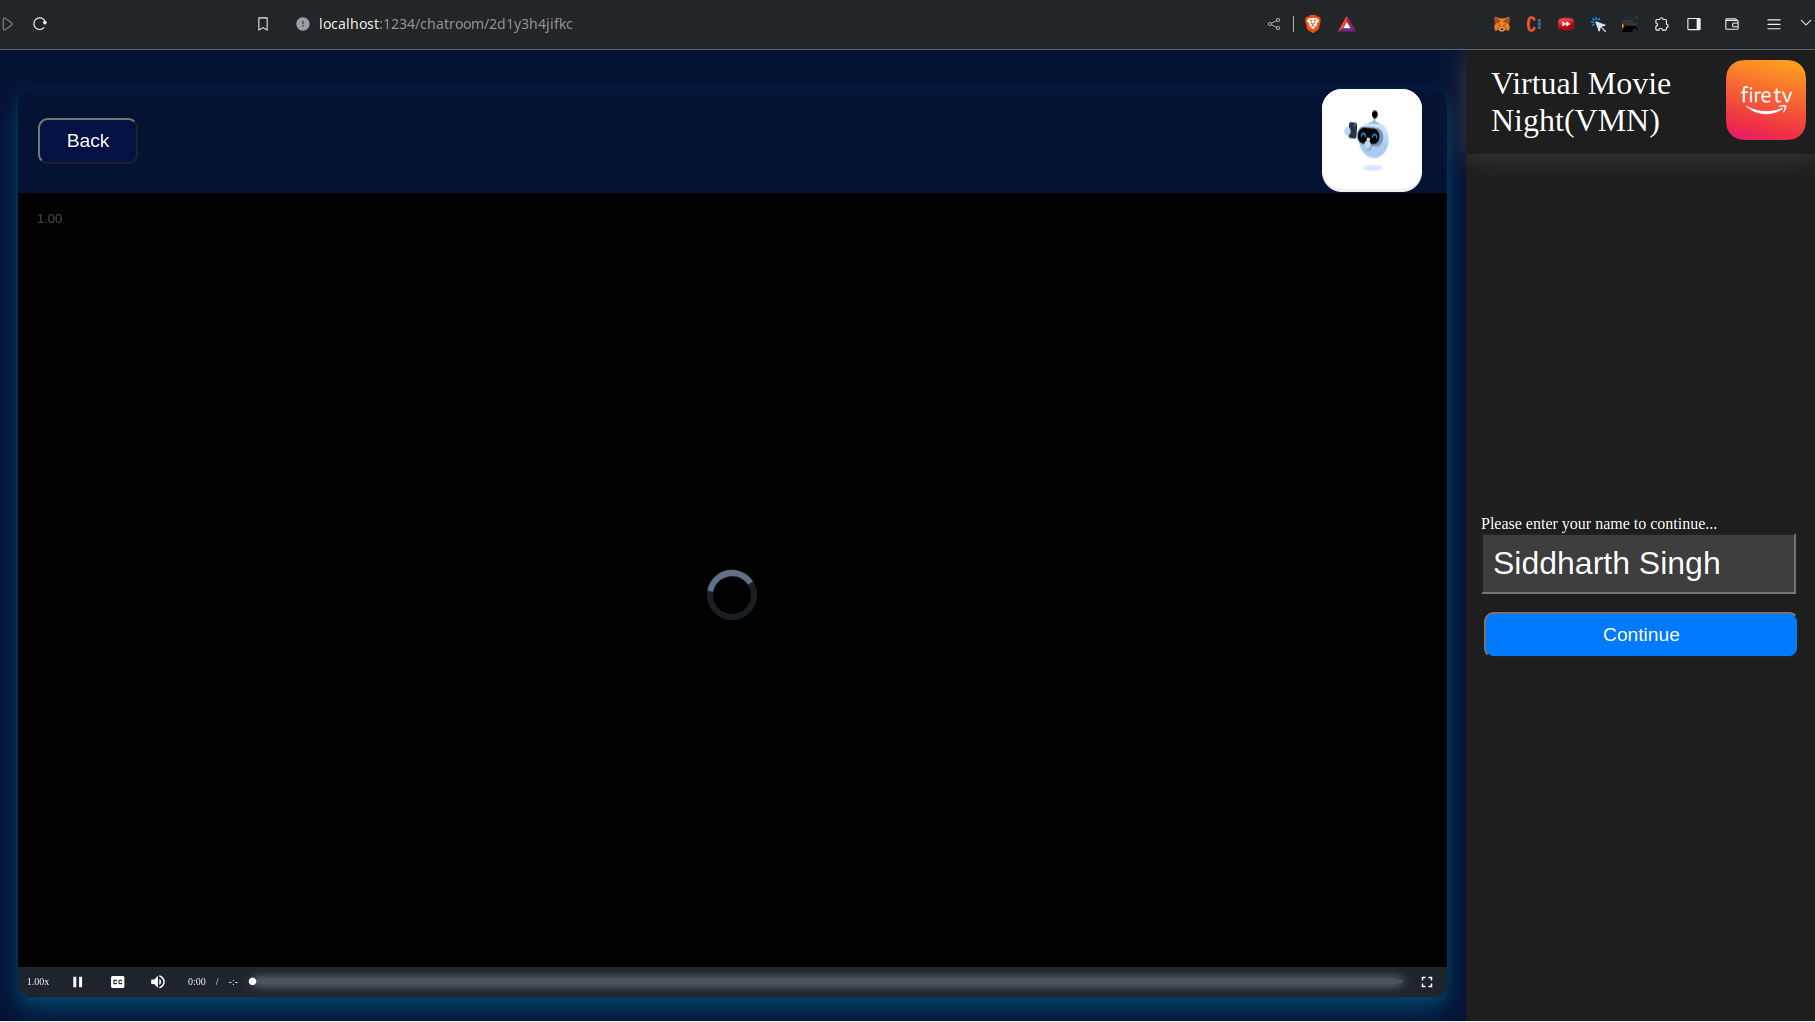 localhost:1234/chatroom/2d1y3h4jifkc
Back
1.00
1.00x
0:00 / -:-
Virtual Movie
Night(VMN)
fire tv
Please enter your name to continue...
Siddharth Singh
Continue